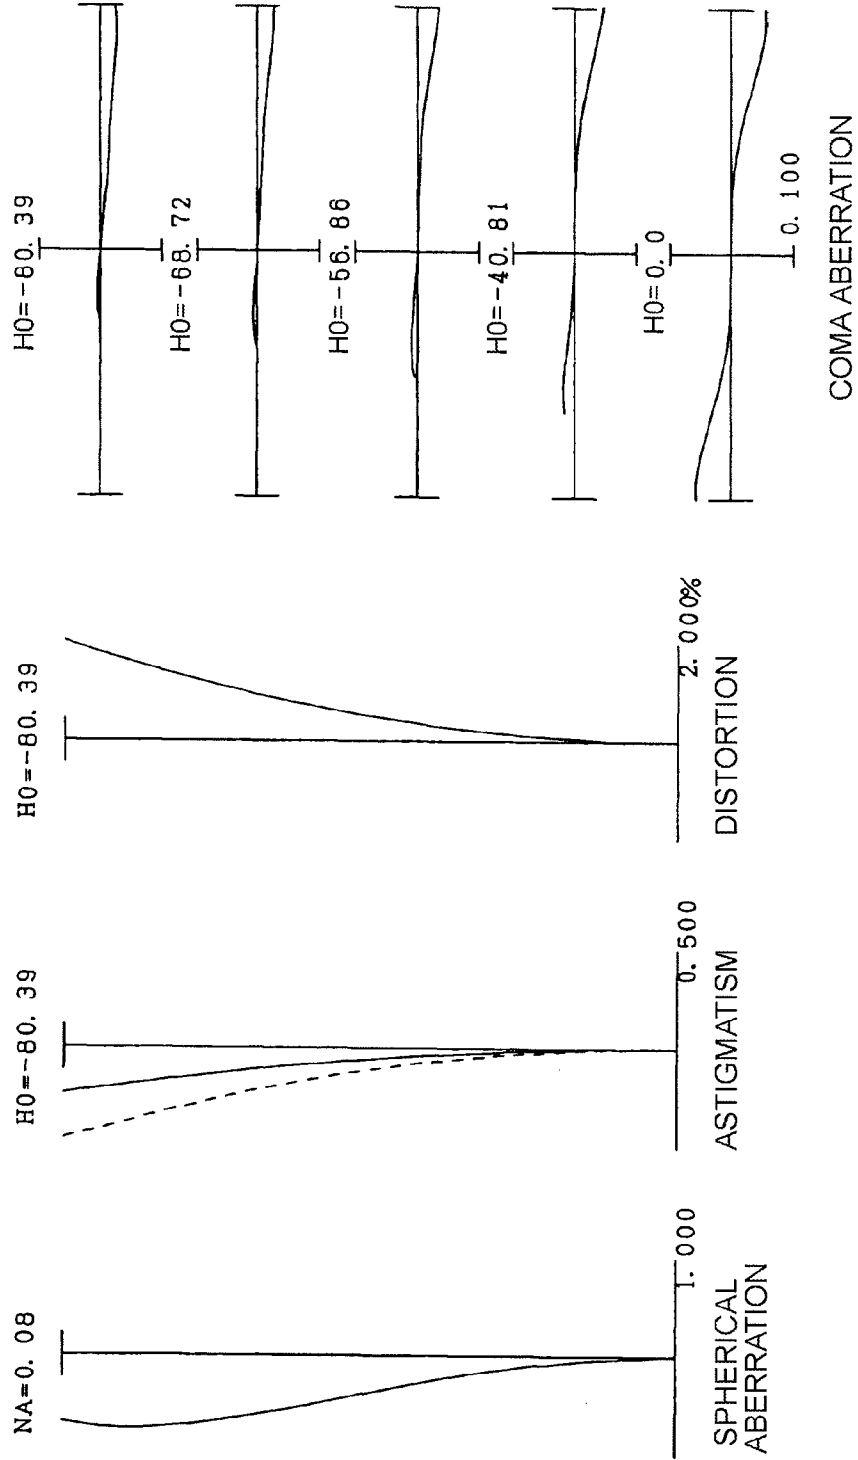 NA=0. 08
1. 000
SPHERICAL
ABERRATION
H0=-80. 39
0. 500
ASTIGMATISM
H0=-80. 39
2. 000%
DISTORTION
H0=-80. 39
H0=-68. 72
H0=-56. 86
H0=-40. 81
H0=0. 0
0. 100
COMA ABERRATION